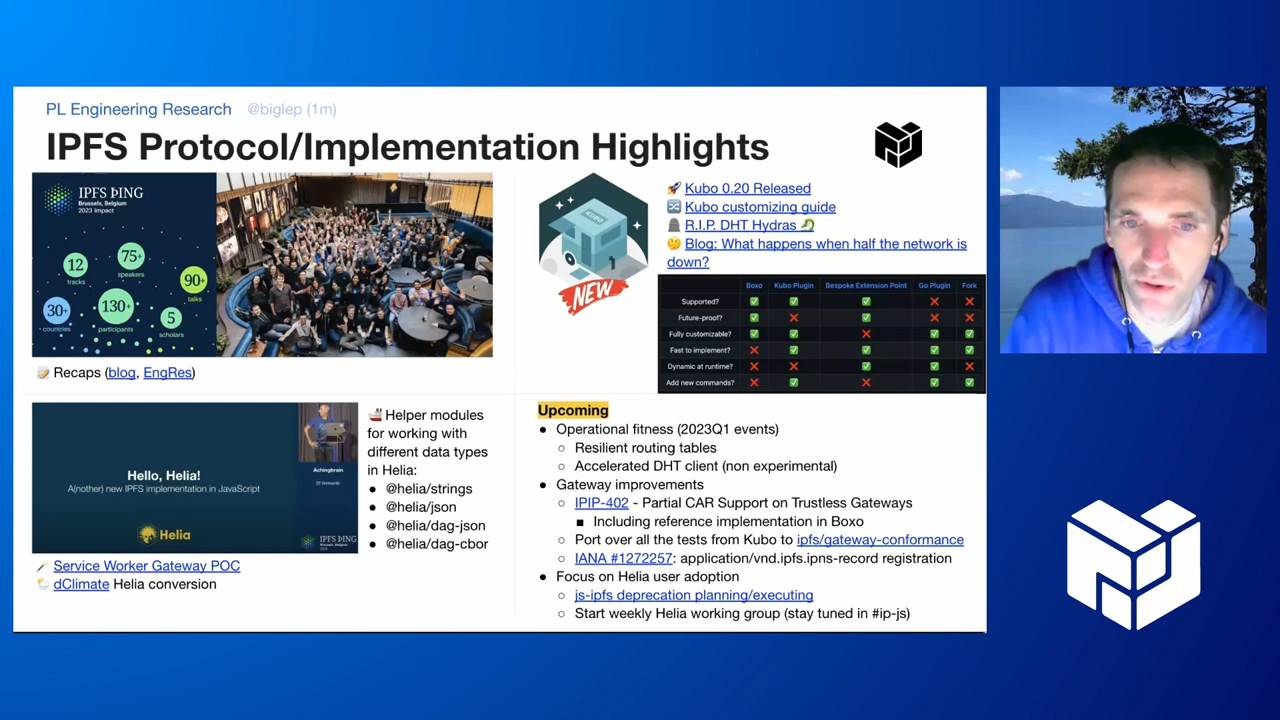 PL Engineering Research @biglep (1m)
IPFS Protocol/Implementation Highlights
IPFS ÞING
Brussels, Belgium
2023 Impact
12
tracks
75+
speakers
90+
talks
30+
countries
130+
participants
5
scholars
📝 Recaps (blog, EngRes)
KUBO
NEW
🚀 Kubo 0.20 Released
🔀 Kubo customizing guide
🪦 R.I.P. DHT Hydras 🐉
🤔 Blog: What happens when half the network is
down?
Boxo Kubo Plugin Bespoke Extension Point Go Plugin Fork
Supported? ✅ ✅ ✅ ❌ ❌
Future-proof? ✅ ❌ ✅ ❌ ❌
Fully customizable? ✅ ✅ ❌ ✅ ✅
Fast to implement? ❌ ✅ ✅ ✅ ✅
Dynamic at runtime? ❌ ❌ ✅ ✅ ❌
Add new commands? ❌ ✅ ❌ ✅ ✅
Hello, Helia!
A(nother) new IPFS implementation in JavaScript
Helia
Achingbrain
IPFS ÞING
Brussels, Belgium
🚢 Helper modules
for working with
different data types
in Helia:
● @helia/strings
● @helia/json
● @helia/dag-json
● @helia/dag-cbor
Service Worker Gateway POC
dClimate Helia conversion
Upcoming
● Operational fitness (2023Q1 events)
○ Resilient routing tables
○ Accelerated DHT client (non experimental)
● Gateway improvements
○ IPIP-402 - Partial CAR Support on Trustless Gateways
■ Including reference implementation in Boxo
○ Port over all the tests from Kubo to ipfs/gateway-conformance
○ IANA #1272257: application/vnd.ipfs.ipns-record registration
● Focus on Helia user adoption
○ js-ipfs deprecation planning/executing
○ Start weekly Helia working group (stay tuned in #ip-js)